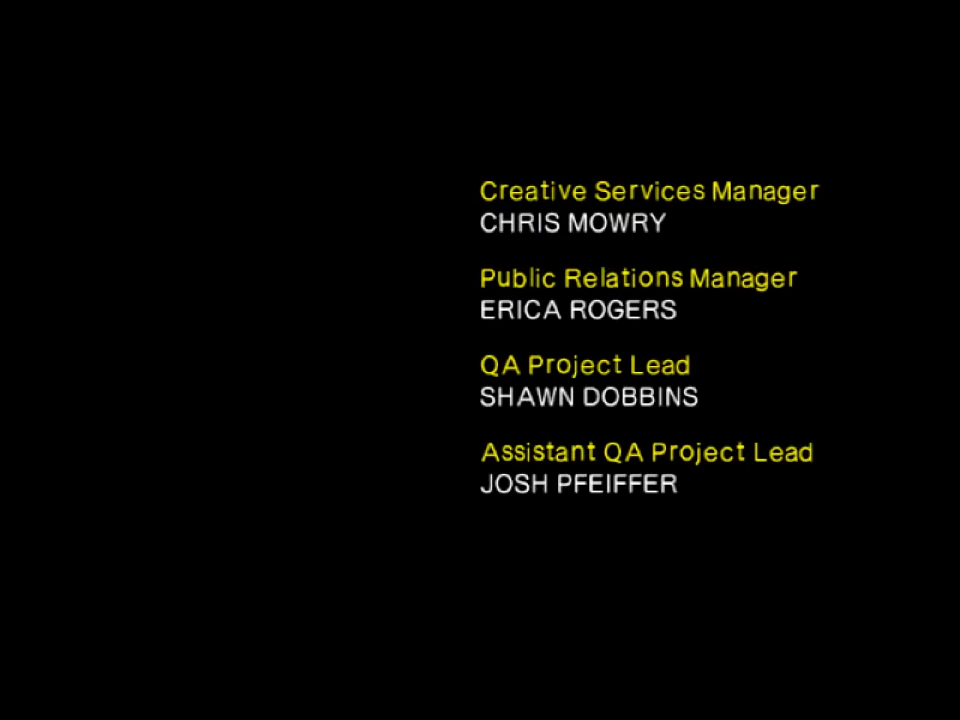 Creative Services Manager
CHRIS MOWRY
Public Relations Manager
ERICA ROGERS
QA Project Lead
SHAWN DOBBINS
Assistant QA Project Lead
JOSH PFEIFFER